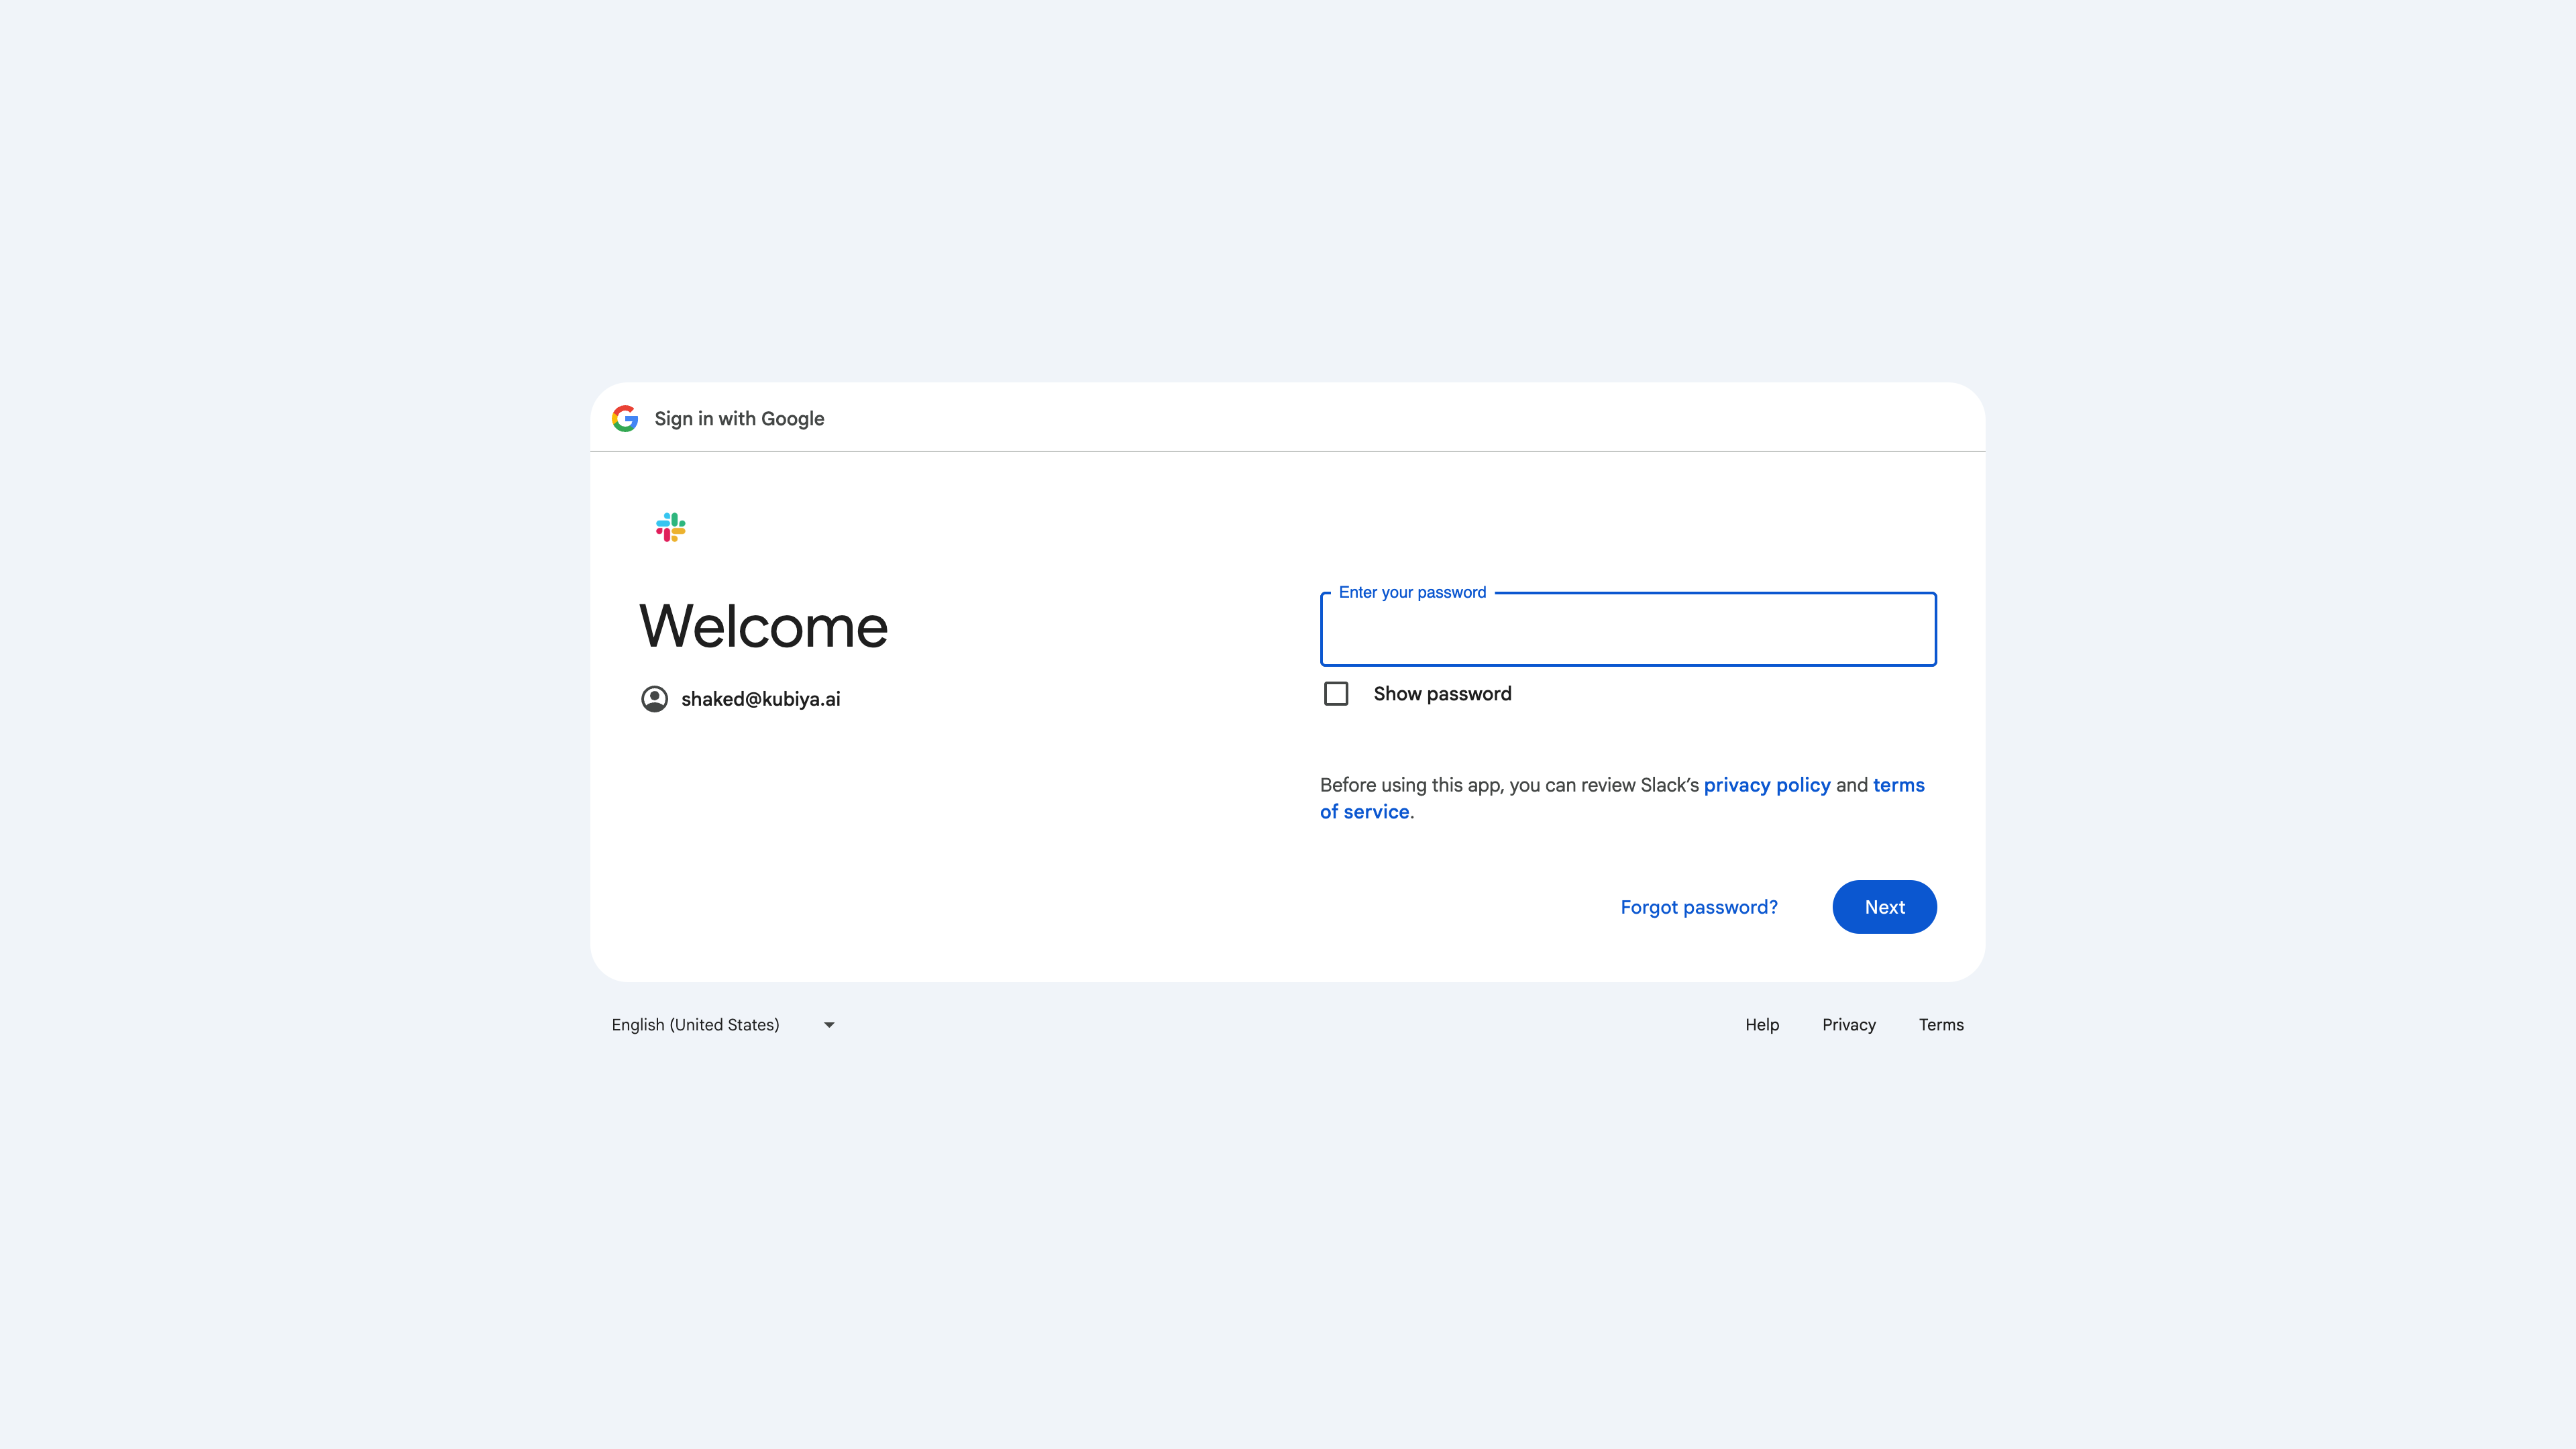 Sign in with Google
Welcome
shaked@kubiya.ai
Enter your password
Show password
Before using this app, you can review Slack’s privacy policy and terms
of service.
Forgot password?
Next
English (United States)
Help
Privacy
Terms